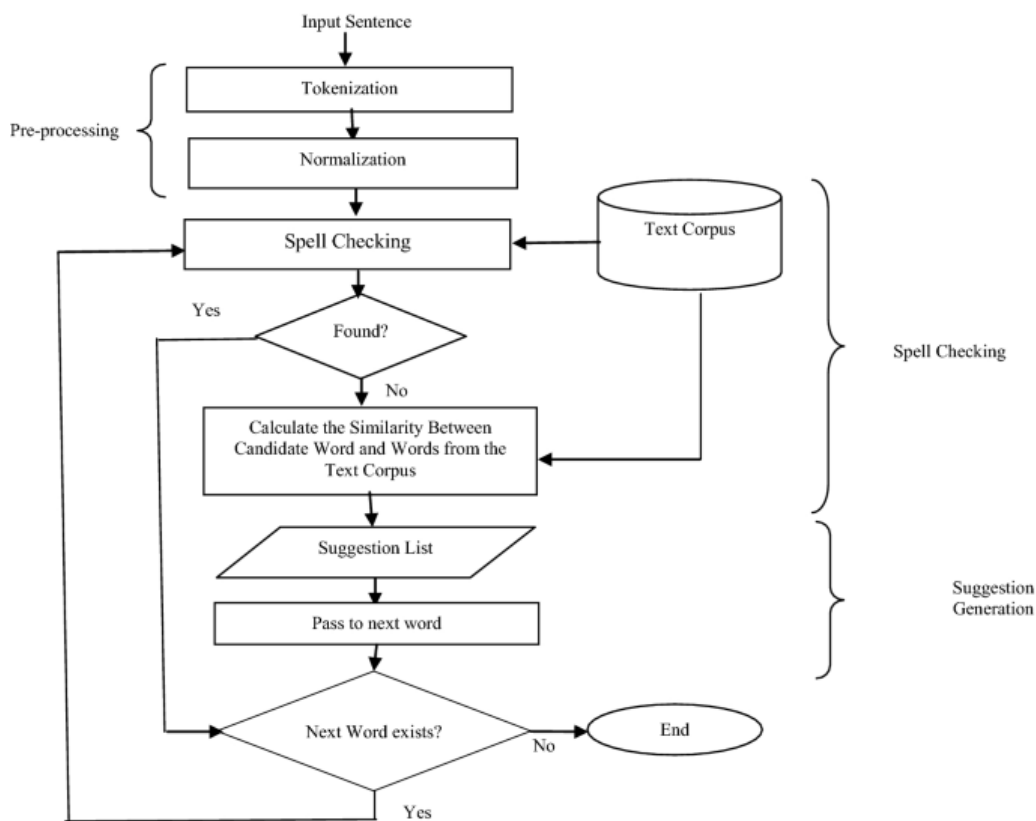 Input Sentence
Tokenization
Pre-processing
Normalization
Text Corpus
Spell Checking
Yes
Found?
Spell Checking
No
Calculate the Similarity Between
Candidate Word and Words from the
Text Corpus
Suggestion List
Suggestion
Generation
Pass to next word
Next Word exists?
No
End
Yes